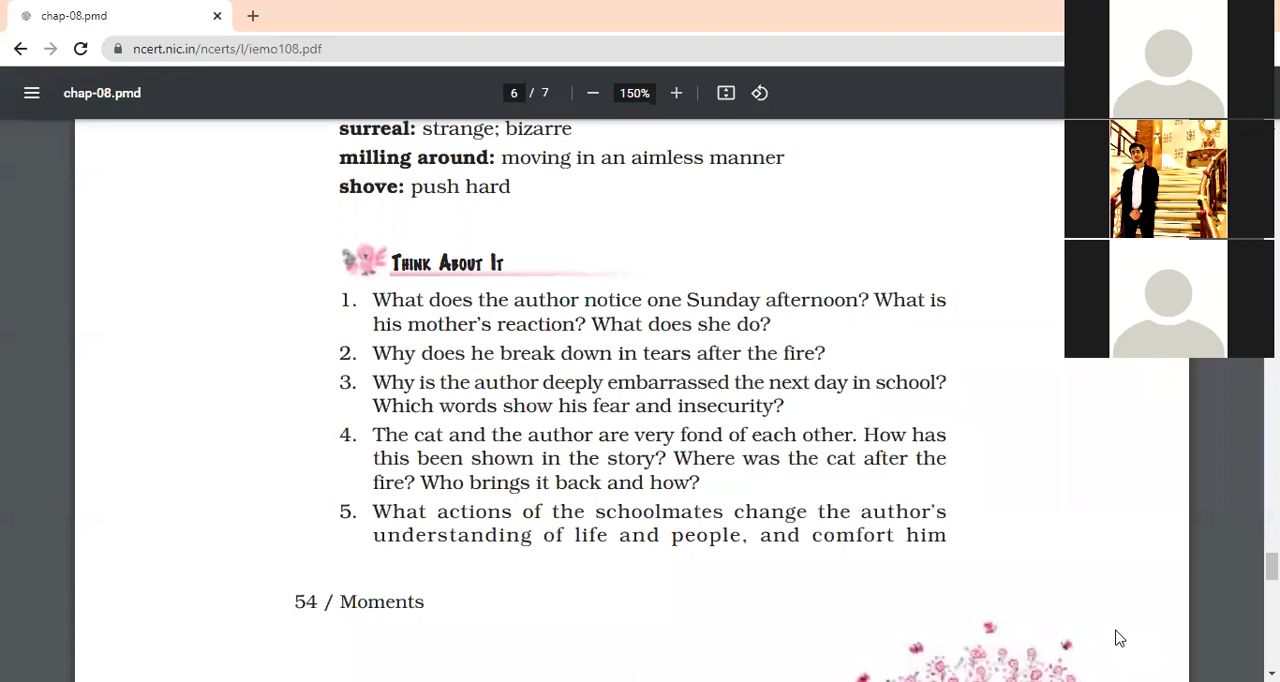 chap-08.pmd
ncert.nic.in/ncerts/l/iemo108.pdf
chap-08.pmd
6 / 7
150%
surreal: strange; bizarre
milling around: moving in an aimless manner
shove: push hard
THINK ABOUT IT
1. What does the author notice one Sunday afternoon? What is
his mother's reaction? What does she do?
2. Why does he break down in tears after the fire?
3. Why is the author deeply embarrassed the next day in school?
Which words show his fear and insecurity?
4. The cat and the author are very fond of each other. How has
this been shown in the story? Where was the cat after the
fire? Who brings it back and how?
5. What actions of the schoolmates change the author's
understanding of life and people, and comfort him
54 / Moments